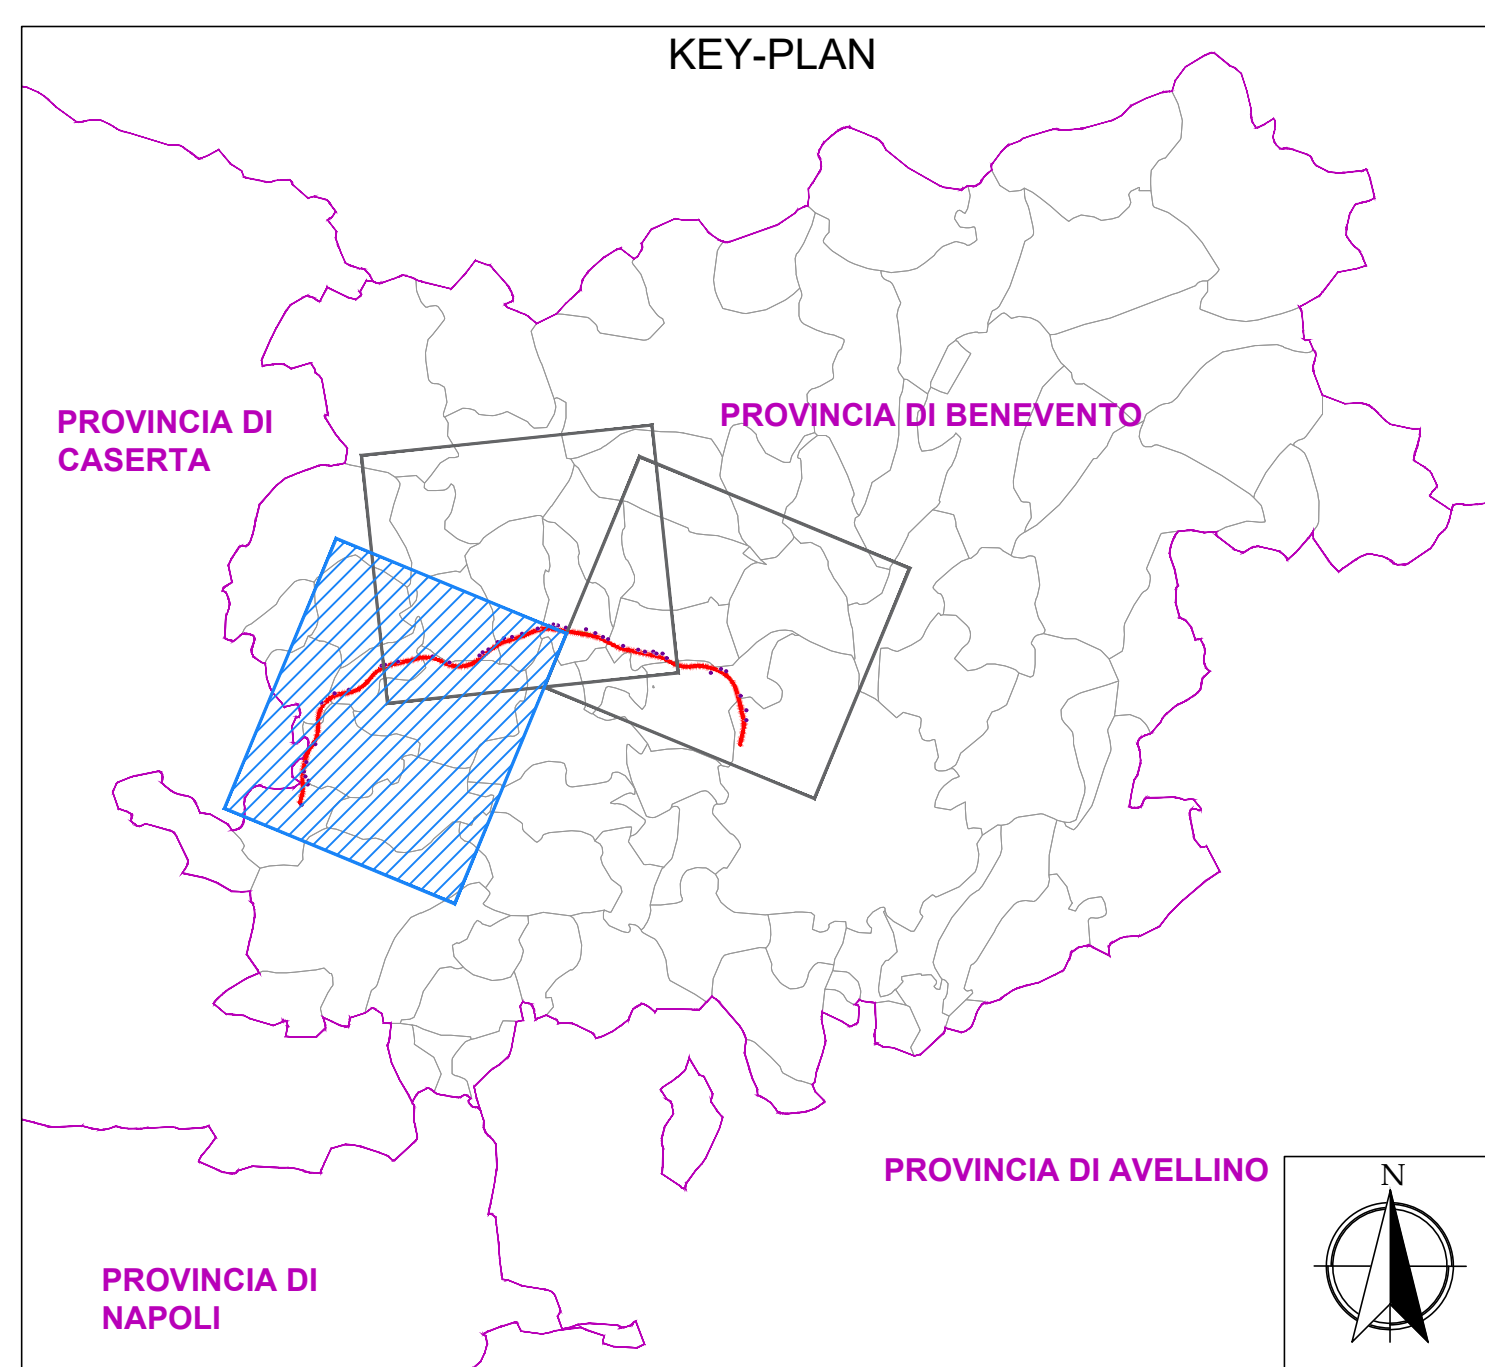 KEY-PLAN
PROVINCIA DI
CASERTA
PROVINCIA DI BENEVENTO
PROVINCIA DI AVELLINO
N
PROVINCIA DI
NAPOLI